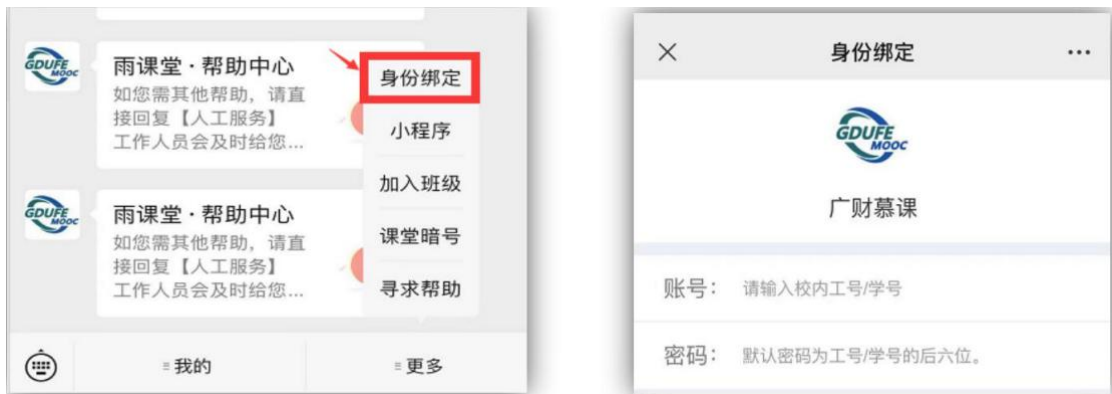 GDUFE
MOOC
雨课堂·帮助中心
如您需其他帮助，请直
接回复【人工服务】
工作人员会及时给您...
GDUFE
MOOC
雨课堂·帮助中心
如您需其他帮助，请直
接回复【人工服务】
工作人员会及时给您...
身份绑定
小程序
加入班级
课堂暗号
寻求帮助
≡我的
≡更多
身份绑定
GDUFE
MOOC
广财慕课
账号： 请输入校内工号/学号
密码： 默认密码为工号/学号的后六位。